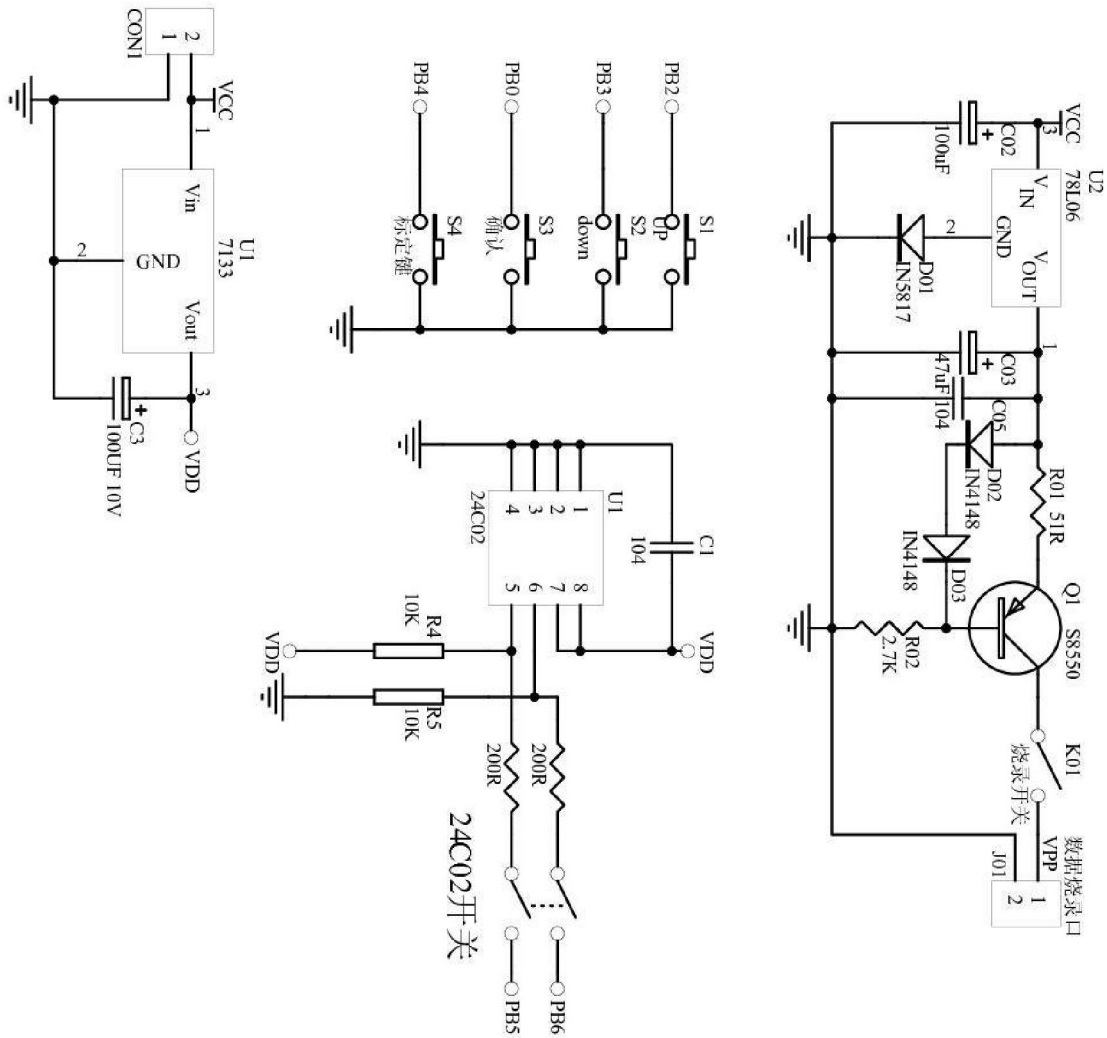 CON1
1
2
VCC
1
Vin
U1
7133
2
GND
Vout
3
C3
100UF 10V
VDD
PB4
PB0
PB3
PB2
S4
标定键
S3
确认
S2
down
S1
UP
U1
24C02
1
2
3
4
5
6
7
8
C1
104
VDD
R4
10K
VDD
R5
10K
200R
200R
24C02开关
PB5
PB6
VCC
3
C02
100uF
U2
78L06
V
IN
GND
V
OUT
2
D01
IN5817
1
C03
47uF
104
C05
D02
IN4148
R01
51R
IN4148
D03
Q1
S8550
R02
2.7K
K01
烧录开关
VPP
数据烧录口
J01
1
2